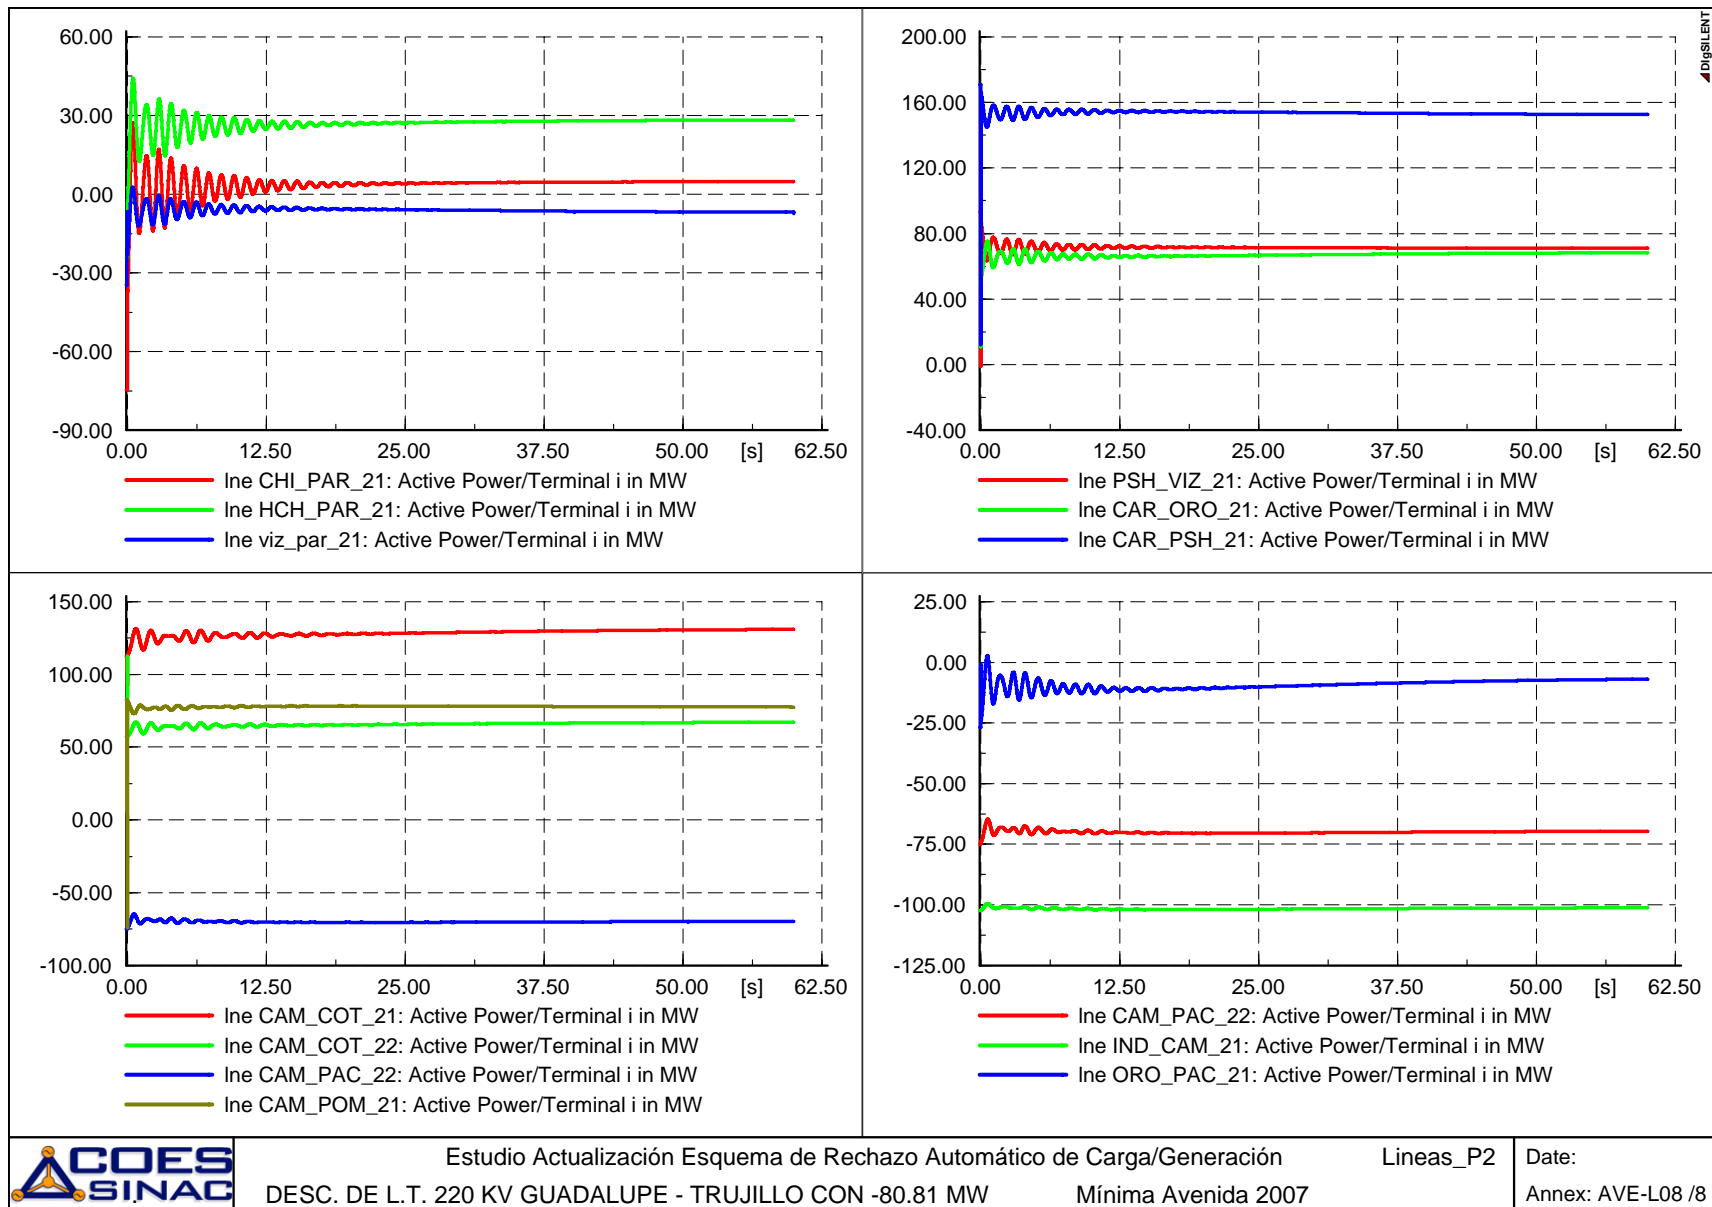 DIgSILENT
60.00
30.00
0.00
-30.00
-60.00
-90.00
0.00 12.50 25.00 37.50 50.00 [s] 62.50
lne CHI_PAR_21: Active Power/Terminal i in MW
lne HCH_PAR_21: Active Power/Terminal i in MW
lne viz_par_21: Active Power/Terminal i in MW
200.00
160.00
120.00
80.00
40.00
0.00
-40.00
0.00 12.50 25.00 37.50 50.00 [s] 62.50
lne PSH_VIZ_21: Active Power/Terminal i in MW
lne CAR_ORO_21: Active Power/Terminal i in MW
lne CAR_PSH_21: Active Power/Terminal i in MW
150.00
100.00
50.00
0.00
-50.00
-100.00
0.00 12.50 25.00 37.50 50.00 [s] 62.50
lne CAM_COT_21: Active Power/Terminal i in MW
lne CAM_COT_22: Active Power/Terminal i in MW
lne CAM_PAC_22: Active Power/Terminal i in MW
lne CAM_POM_21: Active Power/Terminal i in MW
25.00
0.00
-25.00
-50.00
-75.00
-100.00
-125.00
0.00 12.50 25.00 37.50 50.00 [s] 62.50
lne CAM_PAC_22: Active Power/Terminal i in MW
lne IND_CAM_21: Active Power/Terminal i in MW
lne ORO_PAC_21: Active Power/Terminal i in MW
COES
SINAC
Estudio Actualización Esquema de Rechazo Automático de Carga/Generación
DESC. DE L.T. 220 KV GUADALUPE - TRUJILLO CON -80.81 MW
Lineas_P2
Mínima Avenida 2007
Date:
Annex: AVE-L08 /8